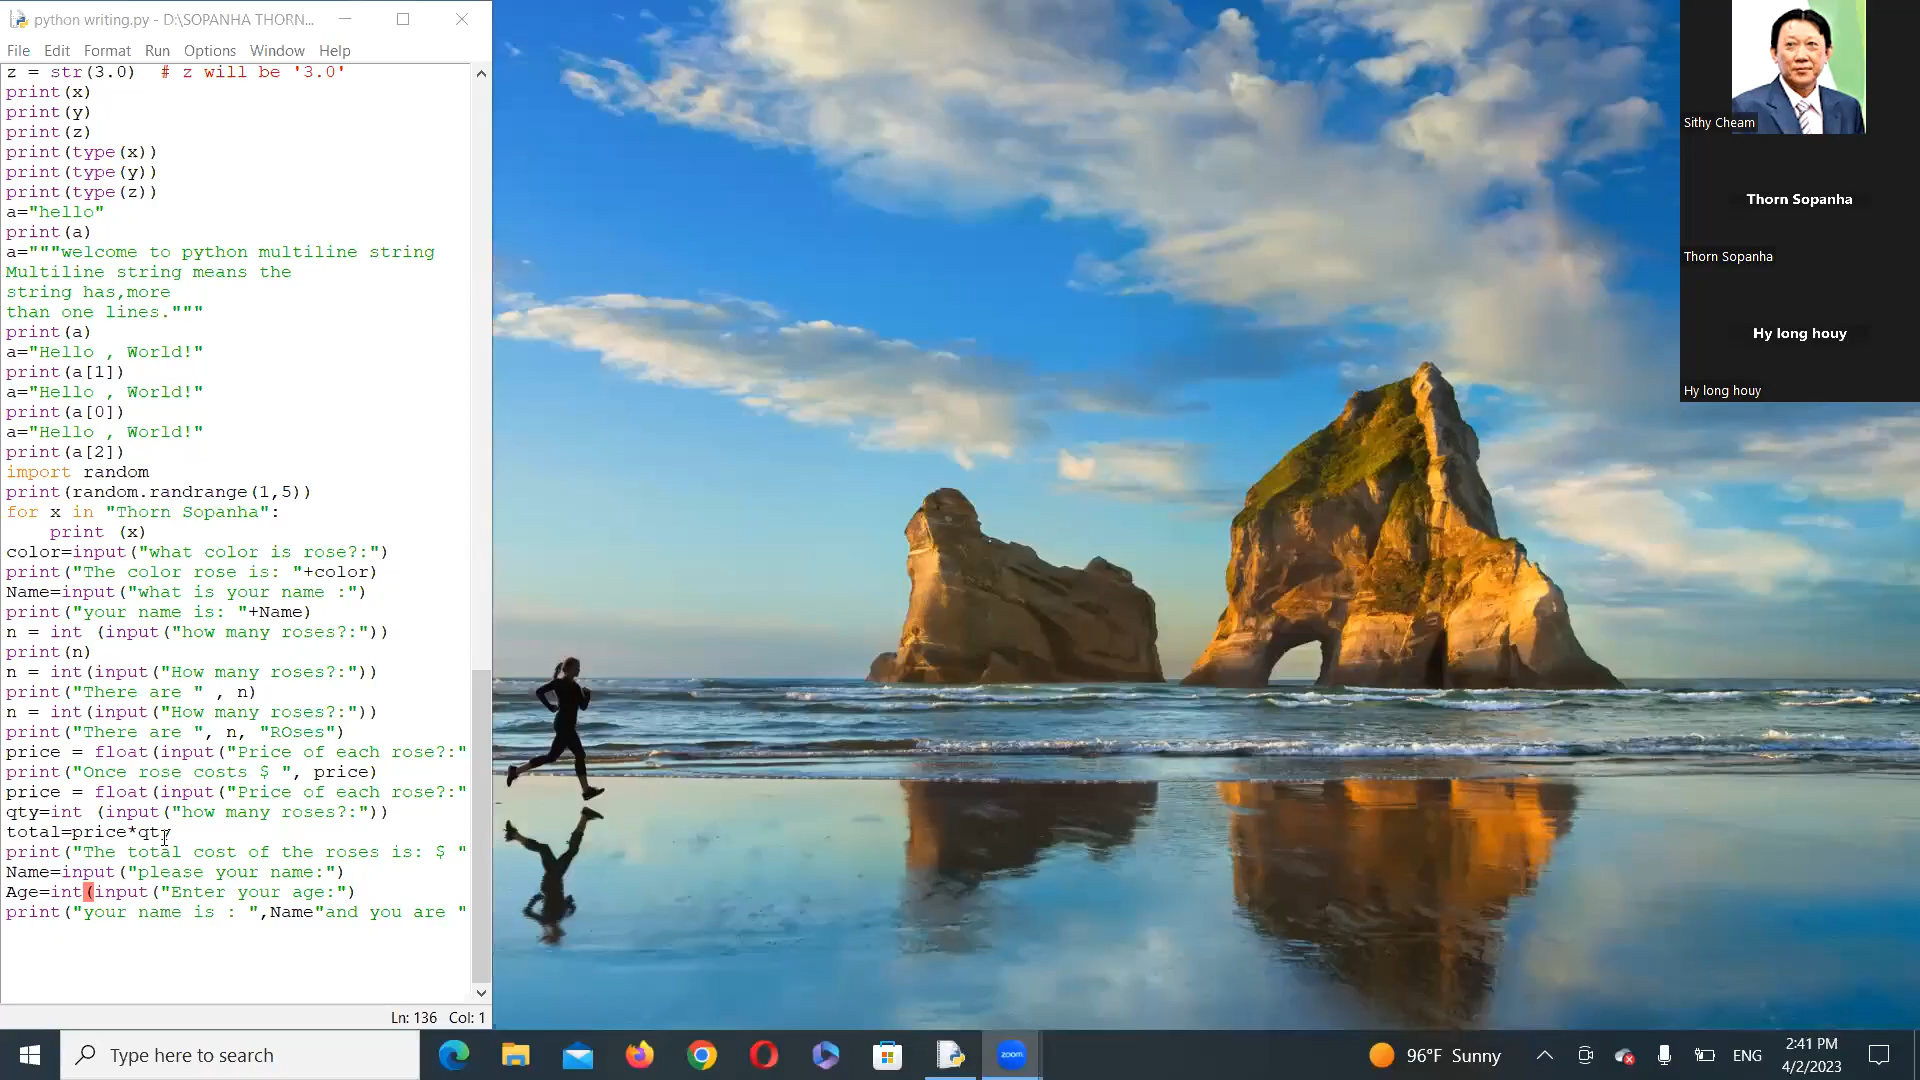 python writing.py - D:\SOPANHA THORN...
File Edit Format Run Options Window Help
z = str(3.0)  # z will be '3.0'
print(x)
print(y)
print(z)
print(type(x))
print(type(y))
print(type(z))
a="hello"
print(a)
a="""welcome to python multiline string
Multiline string means the
string has,more
than one lines."""
print(a)
a="Hello , World!"
print(a[1])
a="Hello , World!"
print(a[0])
a="Hello , World!"
print(a[2])
import random
print(random.randrange(1,5))
for x in "Thorn Sopanha":
    print (x)
color=input("what color is rose?:")
print("The color rose is: "+color)
Name=input("what is your name :")
print("your name is: "+Name)
n = int (input("how many roses?:"))
print(n)
n = int(input("How many roses?:"))
print("There are " , n)
n = int(input("How many roses?:"))
print("There are ", n, "ROses")
price = float(input("Price of each rose?:"
print("Once rose costs $ ", price)
price = float(input("Price of each rose?:"
qty=int (input("how many roses?:"))
total=price*qty
print("The total cost of the roses is: $ "
Name=input("please your name:")
Age=int(input("Enter your age:")
print("your name is : ",Name"and you are "
Ln: 136 Col: 1
Sithy Cheam
Thorn Sopanha
Thorn Sopanha
Hy long houy
Hy long houy
Type here to search
zoom
96°F Sunny
ENG
2:41 PM
4/2/2023